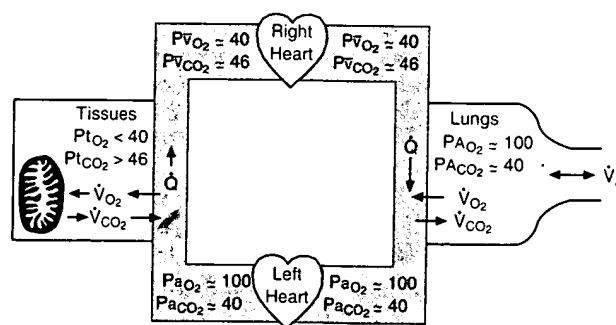 Pv̄O₂ ≃ 40
Pv̄CO₂ ≃ 46
Right
Heart
Pv̄O₂ ≃ 40
Pv̄CO₂ ≃ 46
Tissues
PtO₂ < 40
PtCO₂ > 46
V̇O₂
V̇CO₂
Q̇
Q̇
Lungs
PAO₂ ≃ 100
PACO₂ ≃ 40
V̇O₂
V̇CO₂
V̇
PaO₂ ≃ 100
PaCO₂ ≃ 40
Left
Heart
PaO₂ ≃ 100
PaCO₂ ≃ 40